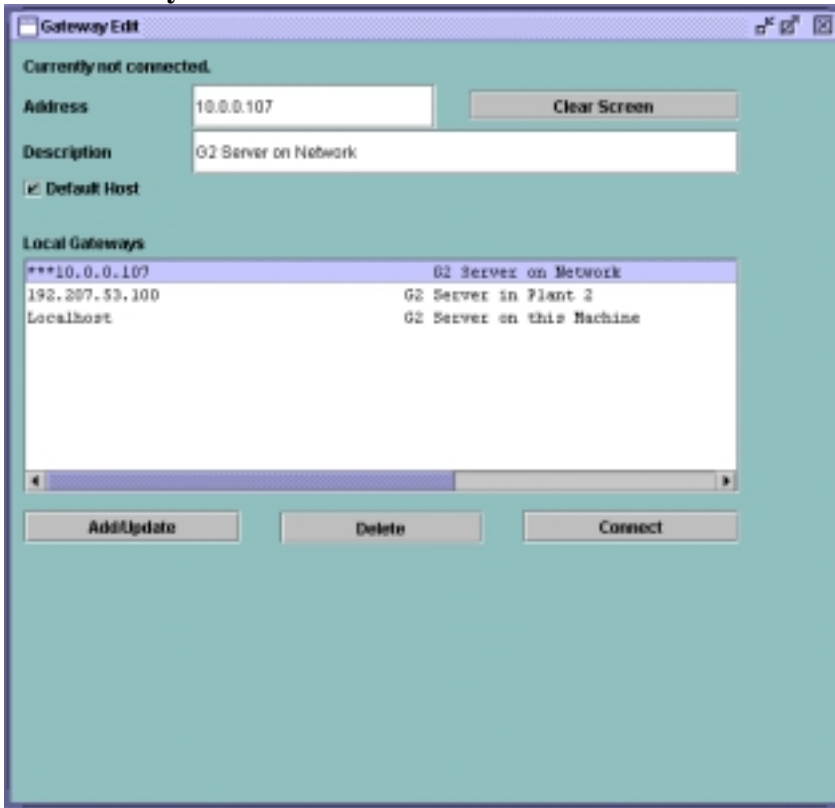 Gateway Edit
Currently not connected.
Address 10.0.0.107 Clear Screen
Description G2 Server on Network
Default Host
Local Gateways
***10.0.0.107 G2 Server on Network
192.207.53.100 G2 Server in Plant 2
Localhost G2 Server on this Machine
Add/Update Delete Connect